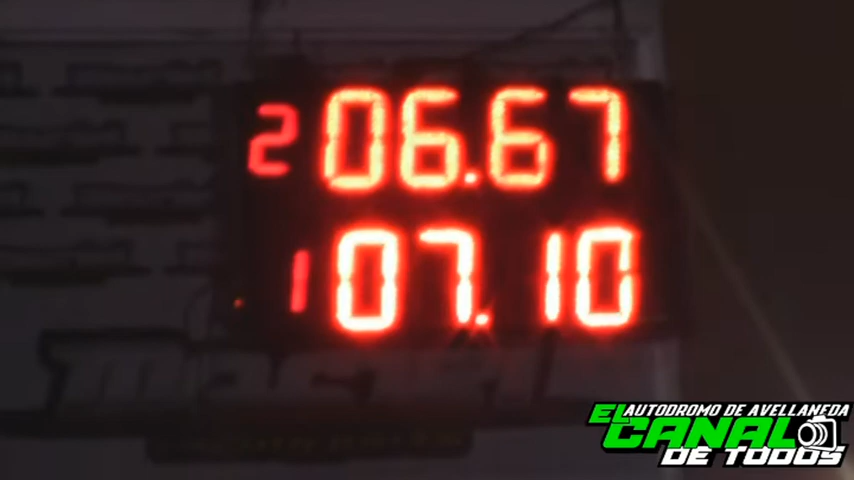 2 06.67
1 07.10
AUTODROMO DE AVELLANEDA
EL CANAL
DE TODOS